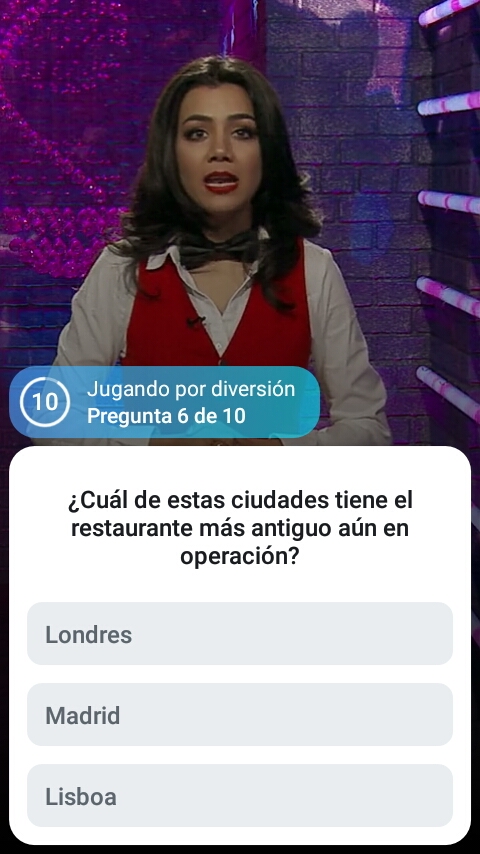 10
Jugando por diversión
Pregunta 6 de 10
¿Cuál de estas ciudades tiene el
restaurante más antiguo aún en
operación?
Londres
Madrid
Lisboa